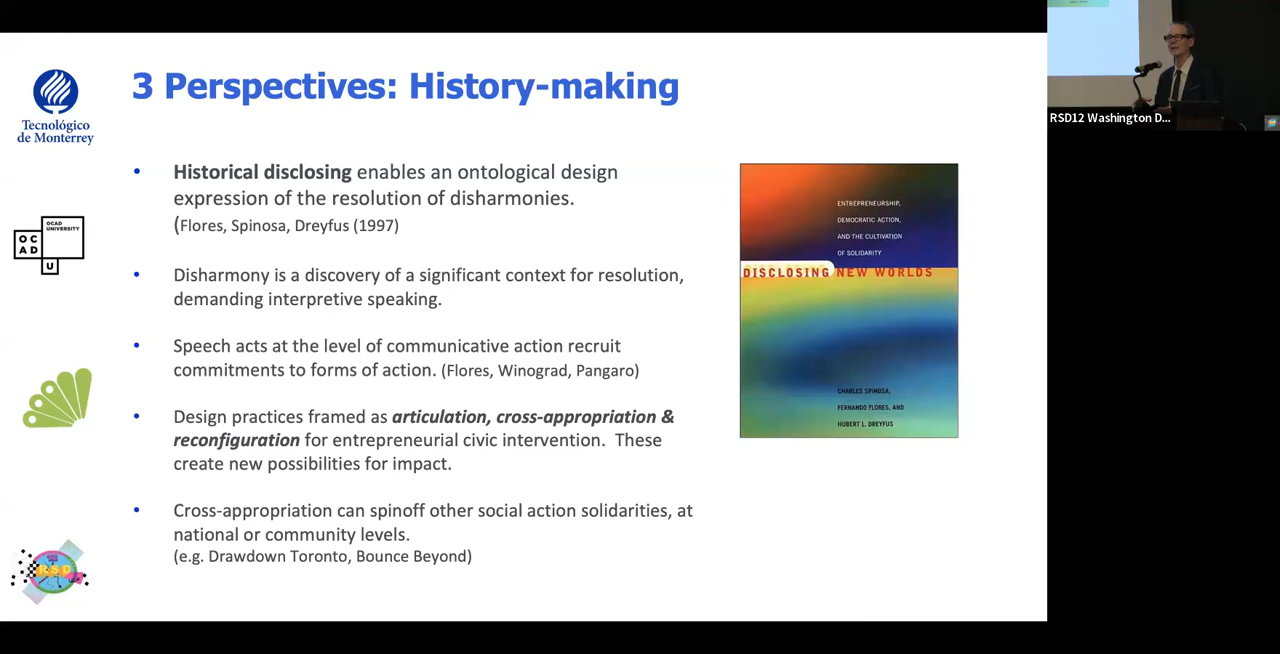 3 Perspectives: History-making
Tecnológico
de Monterrey
OCAD
UNIVERSITY
O C
A D
U
RSD
• Historical disclosing enables an ontological design
expression of the resolution of disharmonies.
(Flores, Spinosa, Dreyfus (1997)
• Disharmony is a discovery of a significant context for resolution,
demanding interpretive speaking.
• Speech acts at the level of communicative action recruit
commitments to forms of action. (Flores, Winograd, Pangaro)
• Design practices framed as articulation, cross-appropriation &
reconfiguration for entrepreneurial civic intervention. These
create new possibilities for impact.
• Cross-appropriation can spinoff other social action solidarities, at
national or community levels.
(e.g. Drawdown Toronto, Bounce Beyond)
ENTREPRENEURSHIP,
DEMOCRATIC ACTION,
AND THE CULTIVATION
OF SOLIDARITY
DISCLOSING NEW WORLDS
CHARLES SPINOSA,
FERNANDO FLORES, AND
HUBERT L. DREYFUS
RSD12 Washington D...